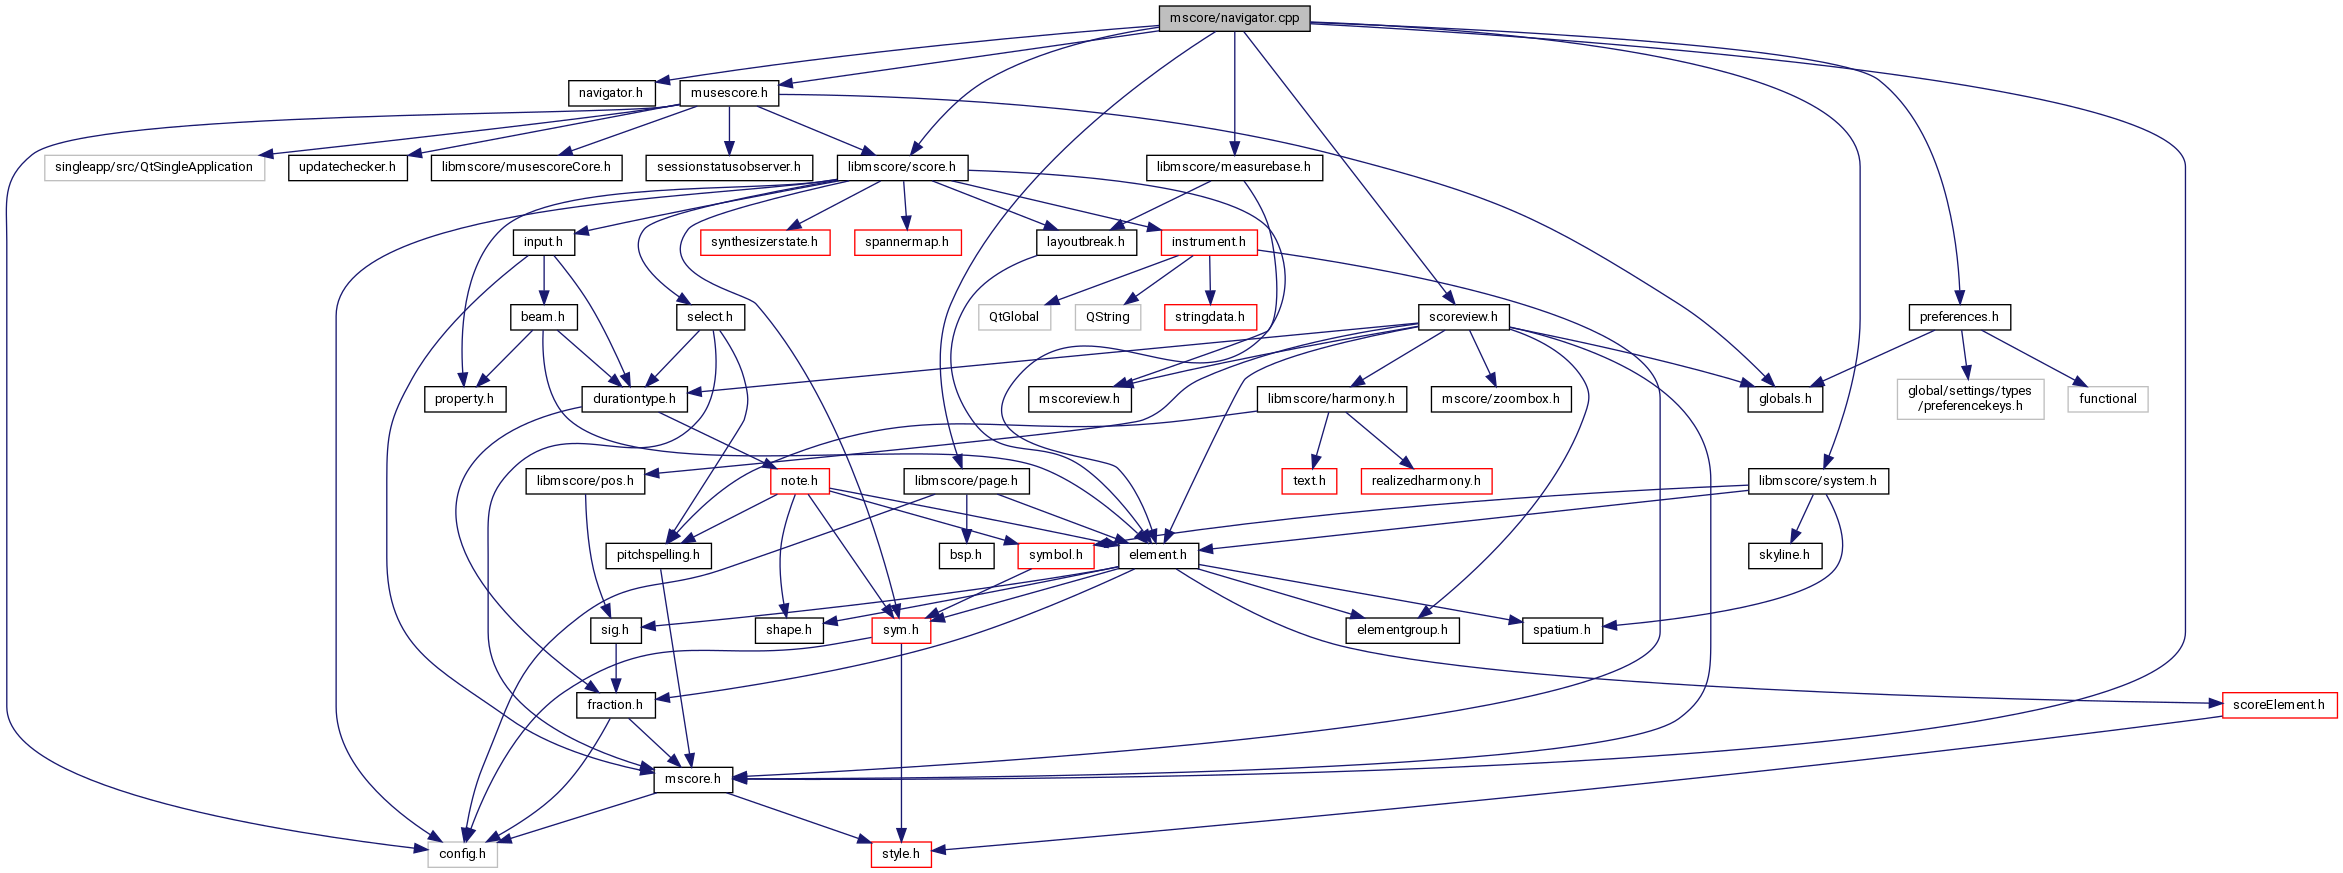 mscore/navigator.cpp
navigator.h
musescore.h
singleapp/src/QtSingleApplication
updatechecker.h
libmscore/musescoreCore.h
sessionstatusobserver.h
libmscore/score.h
libmscore/measurebase.h
input.h
synthesizerstate.h
spannermap.h
layoutbreak.h
instrument.h
beam.h
select.h
QtGlobal
QString
stringdata.h
scoreview.h
preferences.h
property.h
durationtype.h
mscoreview.h
libmscore/harmony.h
mscore/zoombox.h
globals.h
global/settings/types
/preferencekeys.h
functional
libmscore/pos.h
note.h
libmscore/page.h
text.h
realizedharmony.h
libmscore/system.h
pitchspelling.h
bsp.h
symbol.h
element.h
skyline.h
sig.h
shape.h
sym.h
elementgroup.h
spatium.h
fraction.h
scoreElement.h
mscore.h
config.h
style.h